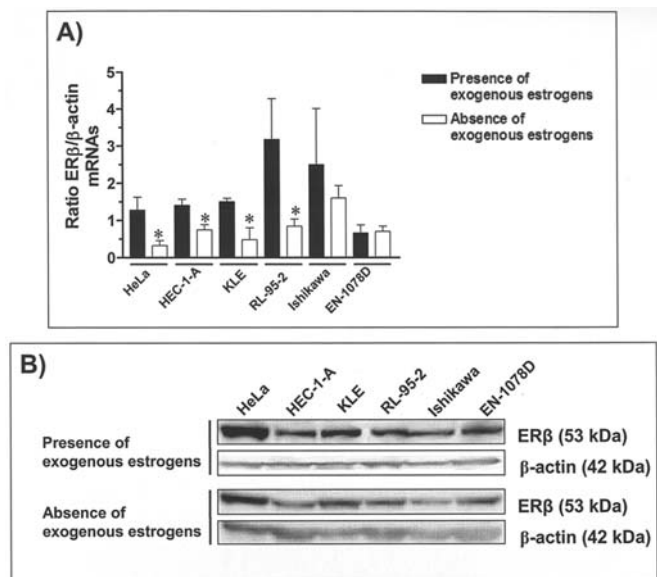 A)
Ratio ERβ/β-actin
mRNAs
5
4
3
2
1
0
*
*
*
*
HeLa
HEC-1-A
KLE
RL-95-2
Ishikawa
EN-1078D
Presence of
exogenous estrogens
Absence of
exogenous estrogens
B)
HeLa
HEC-1-A
KLE
RL-95-2
Ishikawa
EN-1078D
Presence of
exogenous estrogens
ERβ (53 kDa)
β-actin (42 kDa)
Absence of
exogenous estrogens
ERβ (53 kDa)
β-actin (42 kDa)